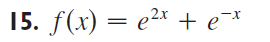 15. f(x) = e^{2x} + e^{-x}